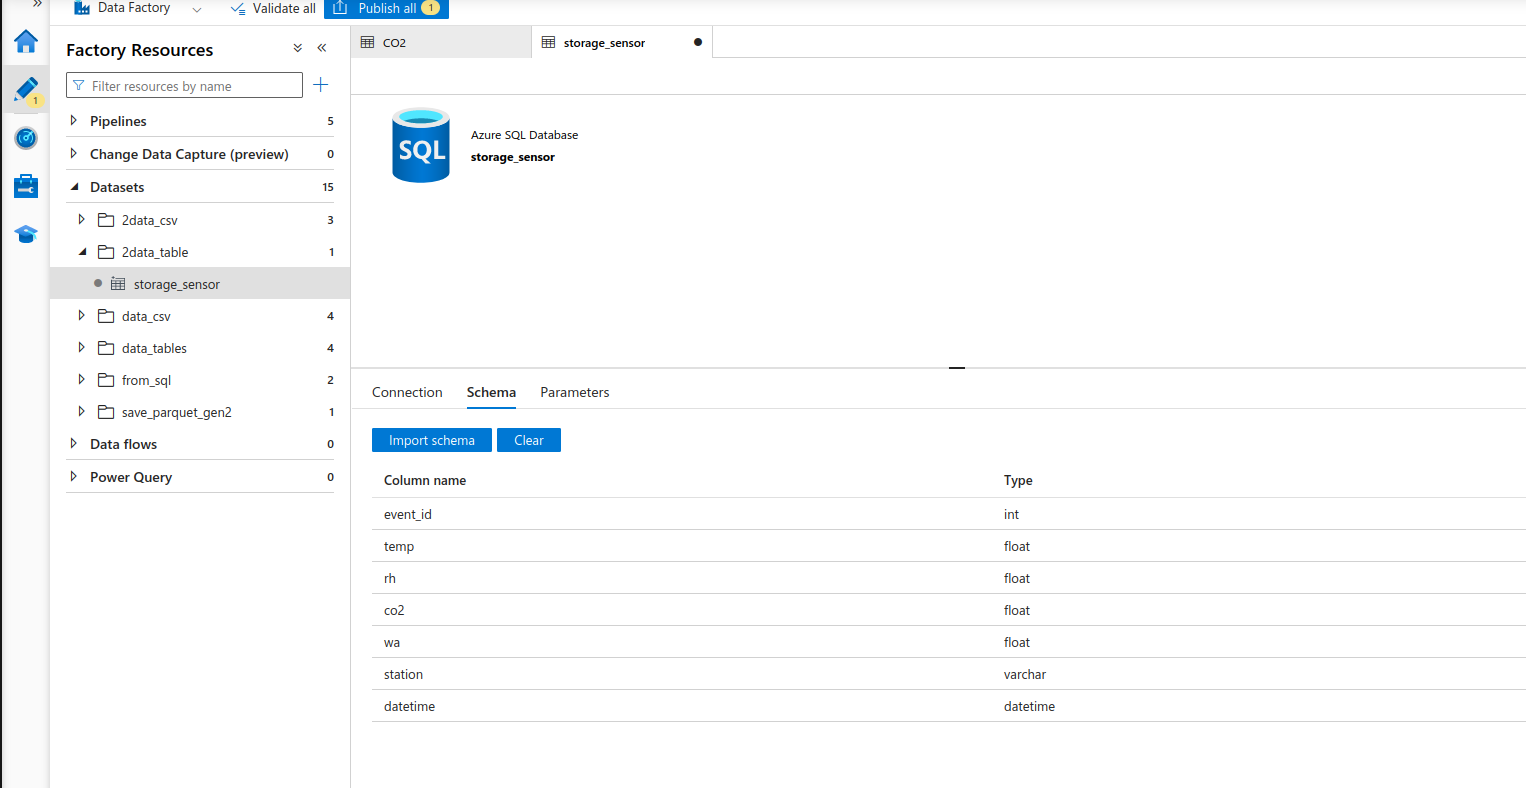 Data Factory
Validate all
Publish all 1
Factory Resources
1
Filter resources by name
Pipelines 5
Change Data Capture (preview) 0
Datasets 15
2data_csv 3
2data_table 1
storage_sensor
data_csv 4
data_tables 4
from_sql 2
save_parquet_gen2 1
Data flows 0
Power Query 0
CO2
storage_sensor
SQL
Azure SQL Database
storage_sensor
Connection Schema Parameters
Import schema Clear
Column name Type
event_id int
temp float
rh float
co2 float
wa float
station varchar
datetime datetime